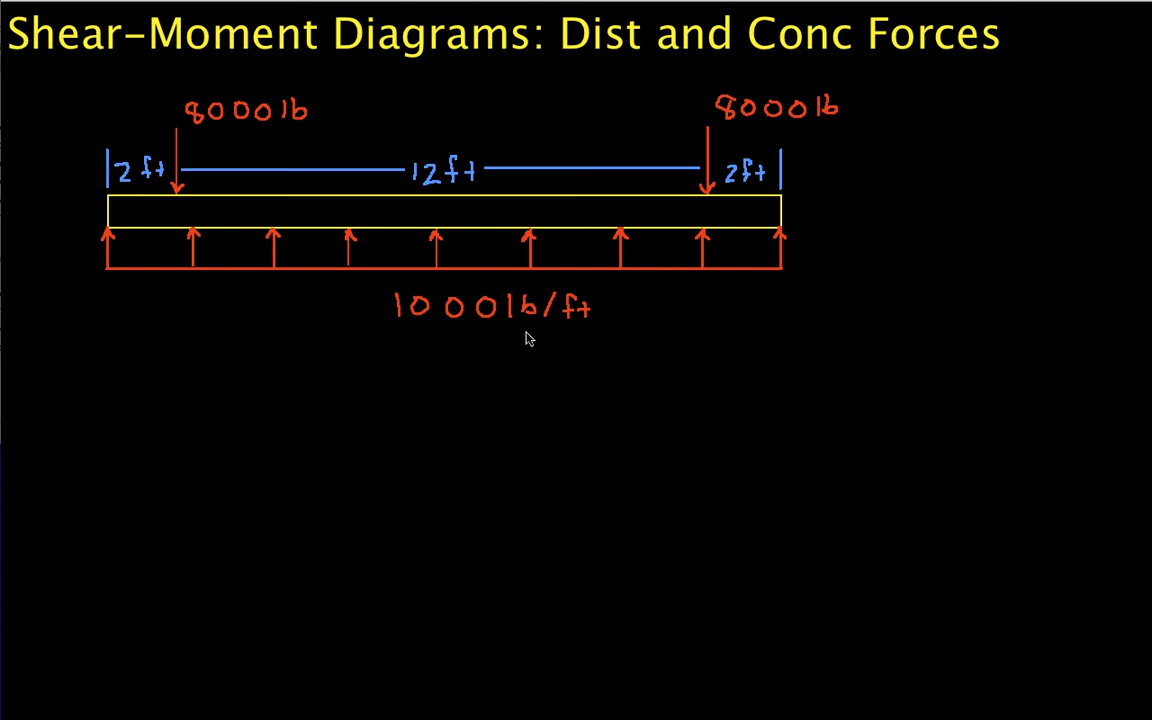 Shear-Moment Diagrams: Dist and Conc Forces
8000lb 8000lb
2ft 12ft 2ft
1000lb/ft